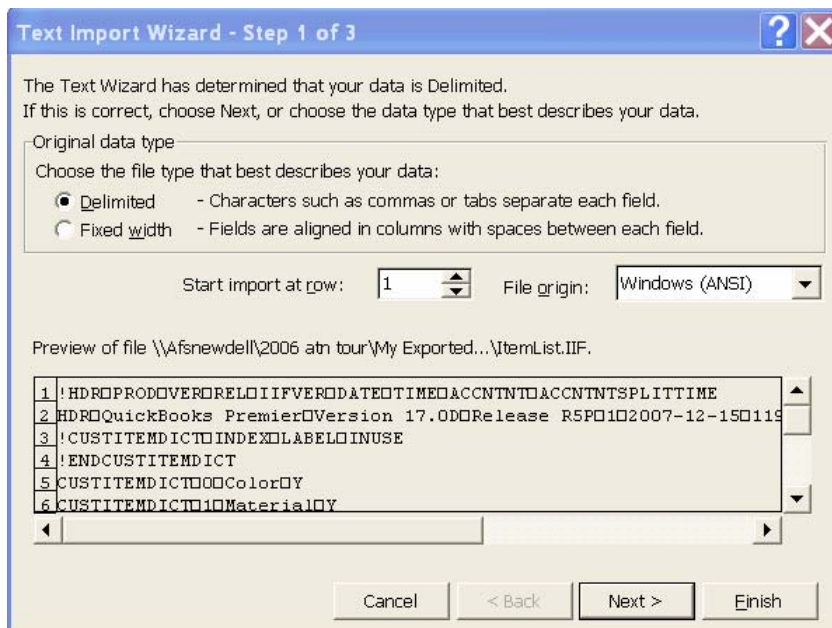 Text Import Wizard - Step 1 of 3
The Text Wizard has determined that your data is Delimited.
If this is correct, choose Next, or choose the data type that best describes your data.
Original data type
Choose the file type that best describes your data:
Delimited - Characters such as commas or tabs separate each field.
Fixed width - Fields are aligned in columns with spaces between each field.
Start import at row: 1 File origin: Windows (ANSI)
Preview of file \\Afsnewdell\2006 atn tour\My Exported...\ItemList.IIF.
1 !HDR□PROD□VER□REL□IIFVER□DATE□TIME□ACCNTNT□ACCNTNTSPLITTIME
2 HDR□QuickBooks Premier□Version 17.0D□Release R5P□1□2007-12-15□119
3 !CUSTITEMDICT□INDEX□LABEL□INUSE
4 !ENDCUSTITEMDICT
5 CUSTITEMDICT□0□Color□Y
6 CUSTITEMDICT□1□Material□Y
Cancel < Back Next > Finish